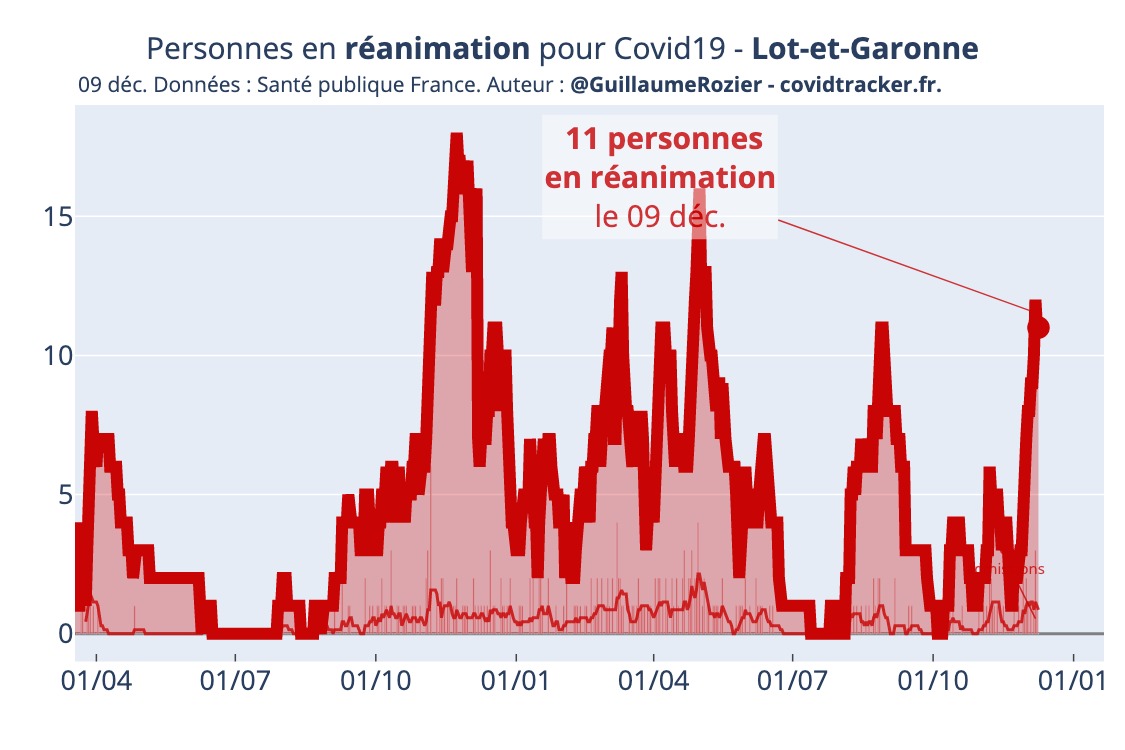 Personnes en réanimation pour Covid19 - Lot-et-Garonne
09 déc. Données : Santé publique France. Auteur : @GuillaumeRozier - covidtracker.fr.
11 personnes
en réanimation
le 09 déc.
15
10
5
0
01/04 01/07 01/10 01/01 01/04 01/07 01/10 01/01